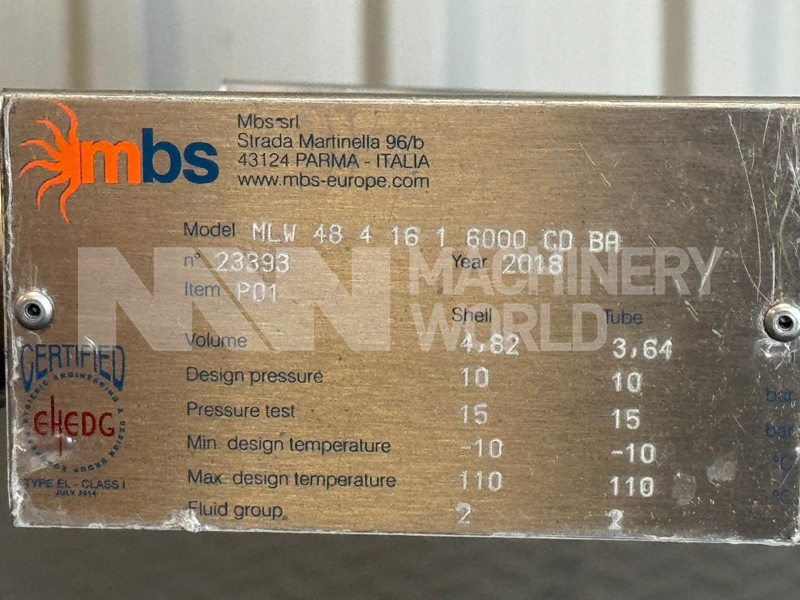 mbs
Mbs srl
Strada Martinella 96/b
43124 PARMA - ITALIA
www.mbs-europe.com
Model MLW 48 4 16 1 6000 CD BA
n° 23393 Year 2018
Item P01
MW MACHINERY WORLD
Shell Tube
Volume 4,82 3,64
Design pressure 10 10 bar
Pressure test 15 15 bar
Min. design temperature -10 -10 °C
Max. design temperature 110 110 °C
Fluid group 2 2
CERTIFIED
EHEDG
TYPE EL - CLASS I
JULY 2014